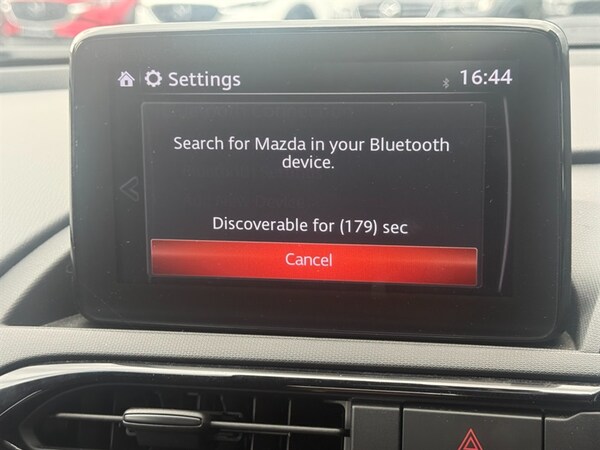 Settings
16:44
Search for Mazda in your Bluetooth
device.
Discoverable for (179) sec
Cancel